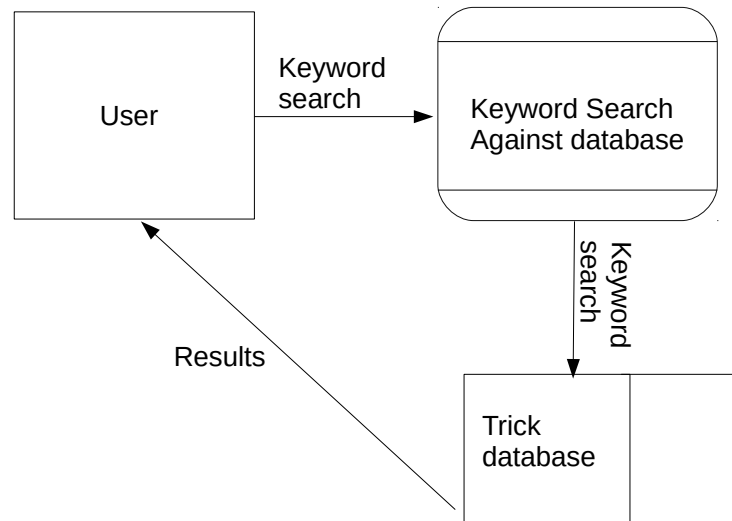 User
Keyword
search
Keyword Search
Against database
Keyword
search
Results
Trick
database